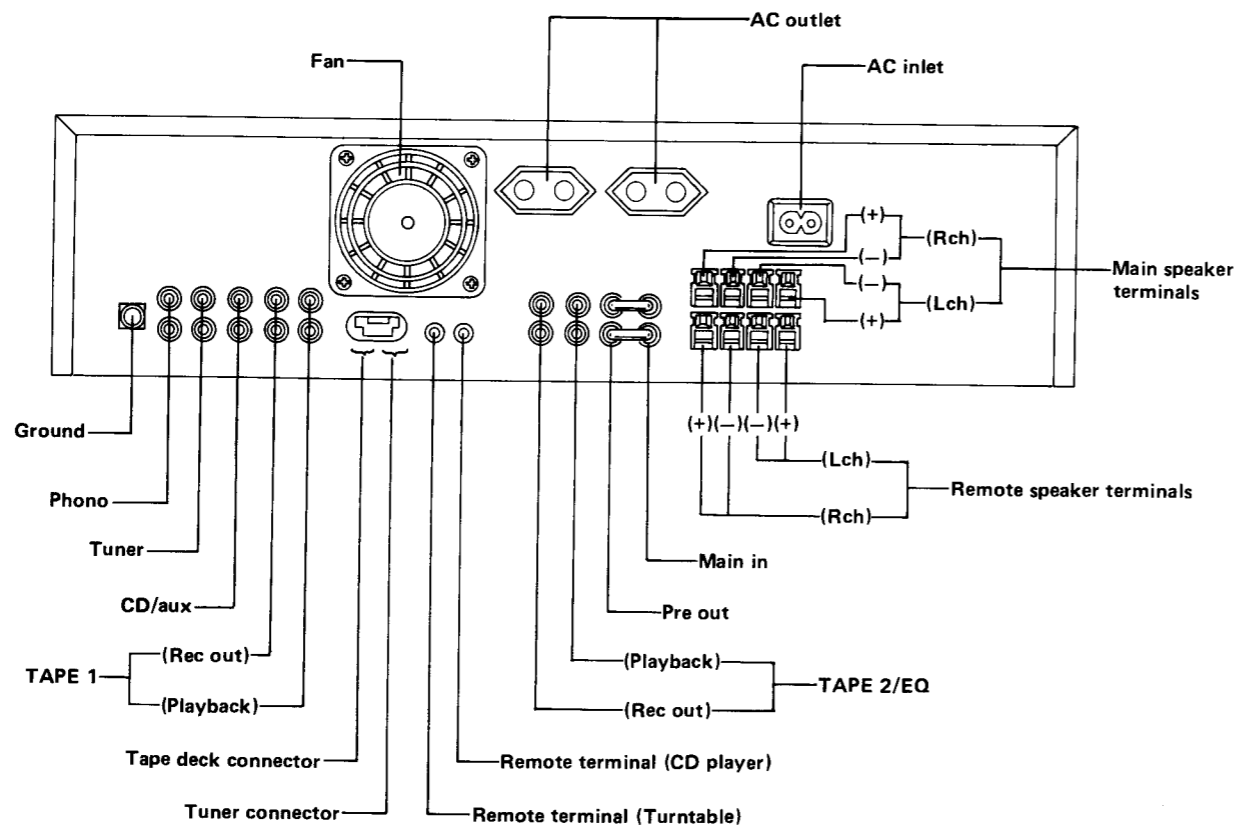 AC outlet
Fan
AC inlet
(+)
(Rch)
(−)
(−)
Main speaker
terminals
(Lch)
(+)
Ground
(+)(−)(−)(+)
(Lch)
Phono
Remote speaker terminals
(Rch)
Tuner
Main in
CD/aux
Pre out
(Rec out)
TAPE 1
(Playback)
(Playback)
TAPE 2/EQ
(Rec out)
Tape deck connector
Remote terminal (CD player)
Tuner connector
Remote terminal (Turntable)